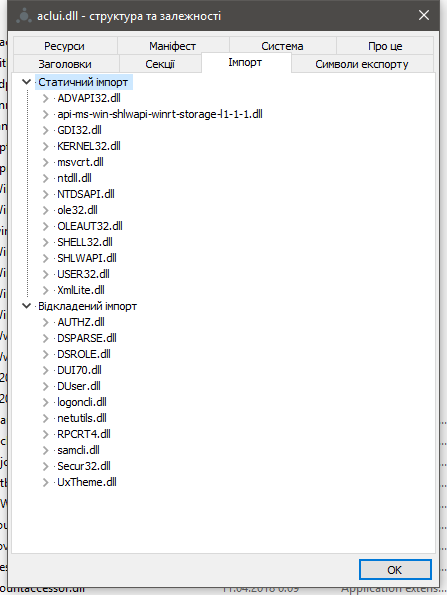 aclui.dll - структура та залежності
Ресурси
Маніфест
Система
Про це
Заголовки
Секції
Імпорт
Символи експорту
Статичний імпорт
ADVAPI32.dll
api-ms-win-shlwapi-winrt-storage-l1-1-1.dll
GDI32.dll
KERNEL32.dll
msvcrt.dll
ntdll.dll
NTDSAPI.dll
ole32.dll
OLEAUT32.dll
SHELL32.dll
SHLWAPI.dll
USER32.dll
XmlLite.dll
Відкладений імпорт
AUTHZ.dll
DSPARSE.dll
DSROLE.dll
DUI70.dll
DUser.dll
logoncli.dll
netutils.dll
RPCRT4.dll
samcli.dll
Secur32.dll
UxTheme.dll
OK